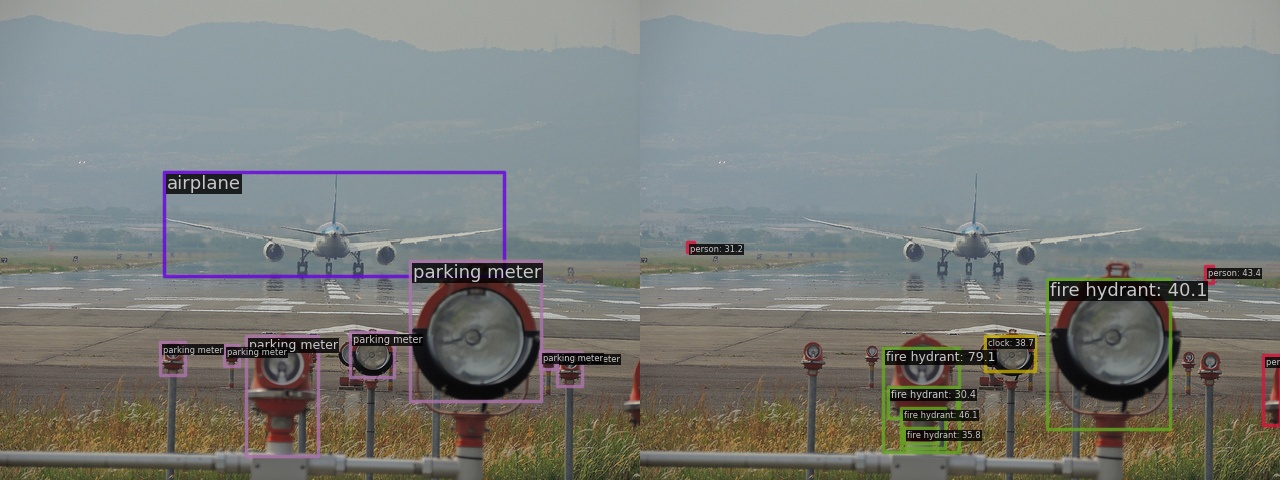 airplane
parking meter
parking meter
parking meter
parking meter
parking meter
parking meter
person: 31.2
person: 43.4
fire hydrant: 40.1
clock: 38.7
fire hydrant: 79.1
fire hydrant: 30.4
fire hydrant: 46.1
fire hydrant: 35.8